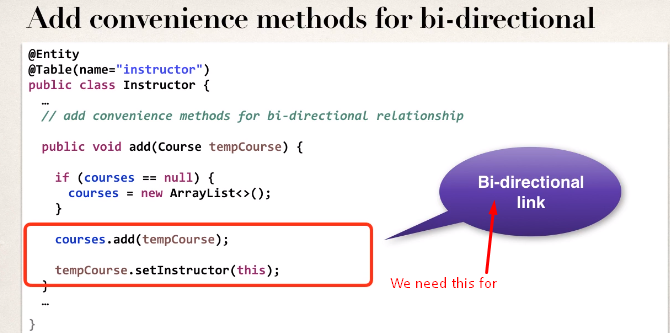 Add convenience methods for bi-directional
@Entity
@Table(name="instructor")
public class Instructor {
…
// add convenience methods for bi-directional relationship
public void add(Course tempCourse) {
if (courses == null) {
courses = new ArrayList<>();
}
courses.add(tempCourse);
tempCourse.setInstructor(this);
}
…
}
Bi-directional
link
We need this for